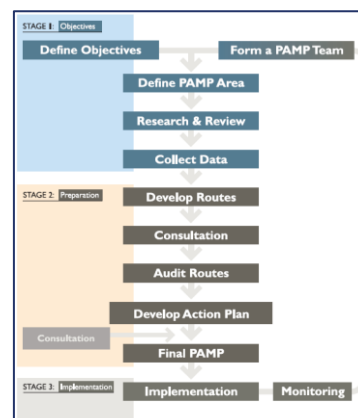 STAGE 1: Objectives
Define Objectives
Form a PAMP Team
Define PAMP Area
Research & Review
Collect Data
STAGE 2: Preparation
Develop Routes
Consultation
Audit Routes
Develop Action Plan
Consultation
Final PAMP
STAGE 3: Implementation
Implementation
Monitoring